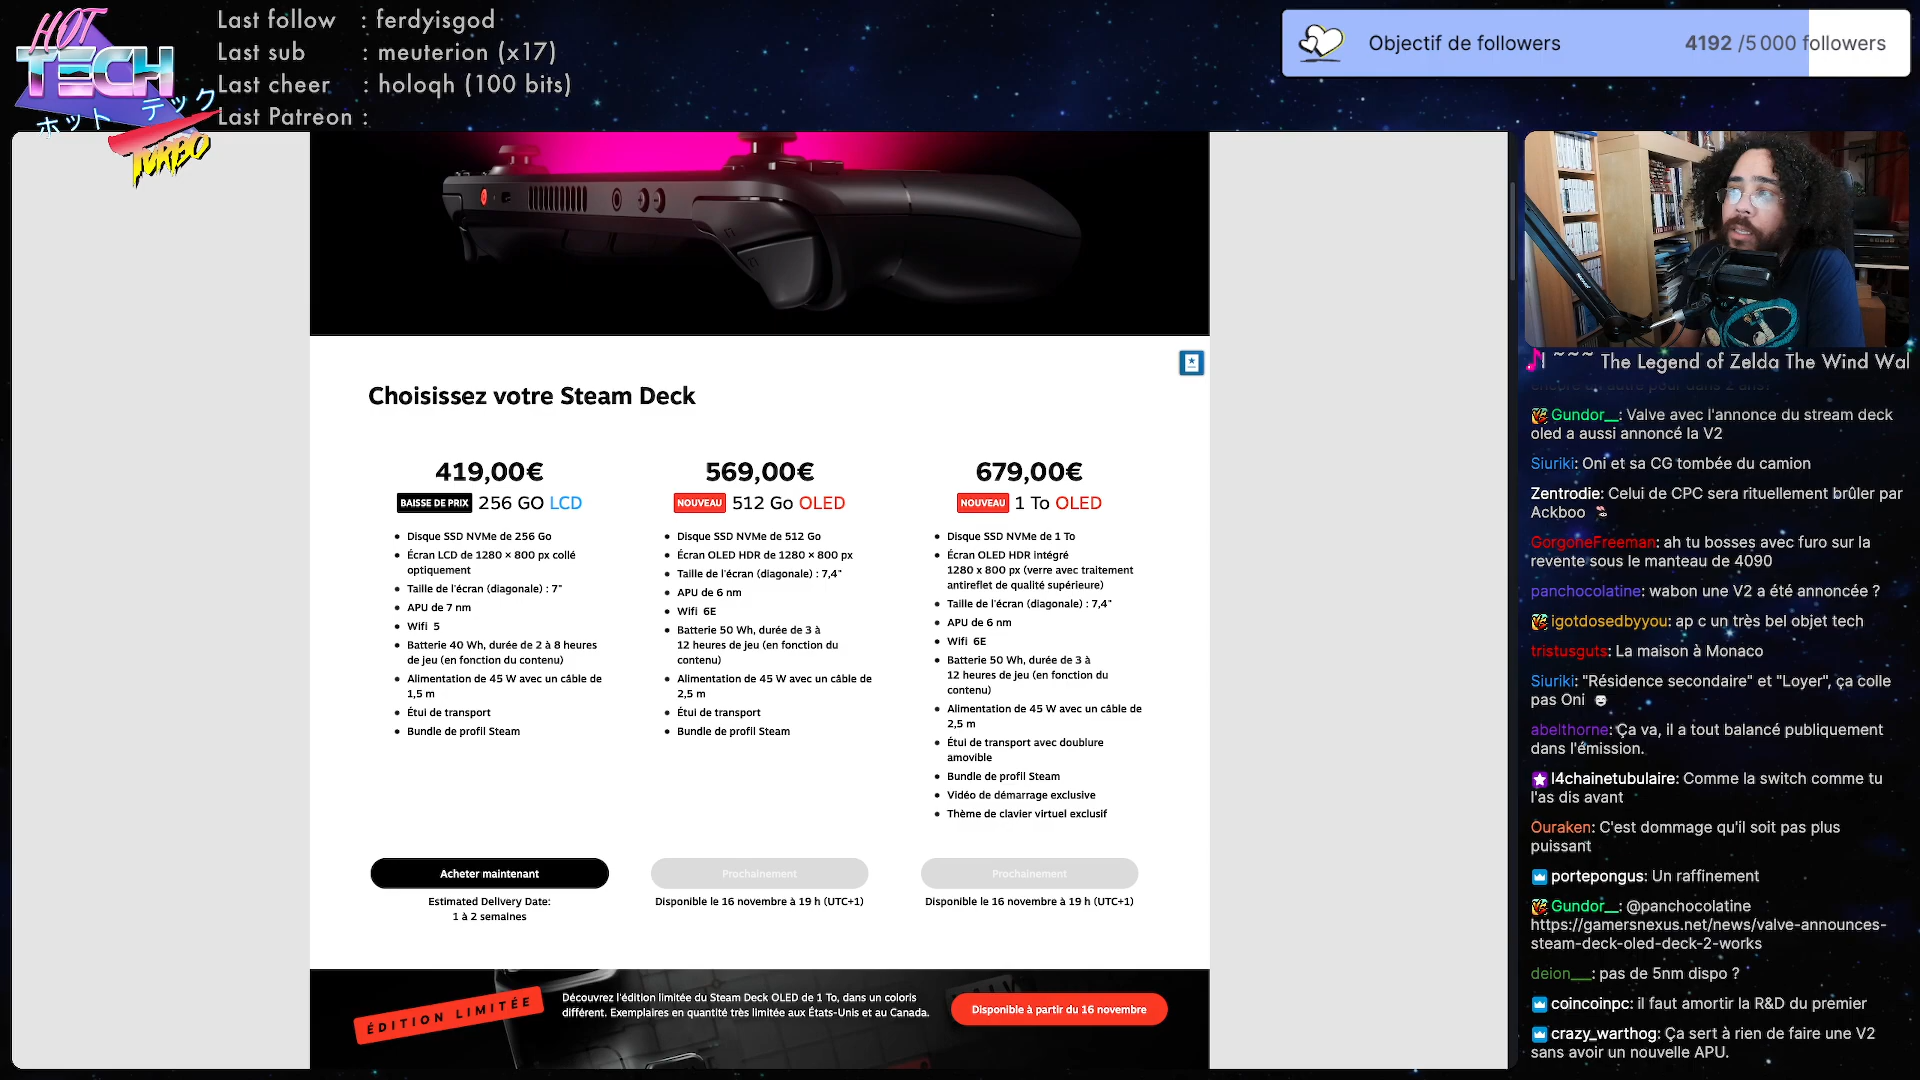 HOT
TECH
ホット テック
TURBO
Last follow : ferdyisgod
Last sub : meuterion (x17)
Last cheer : holoqh (100 bits)
Last Patreon :
Objectif de followers 4192 /5 000 followers
Choisissez votre Steam Deck
419,00€
BAISSE DE PRIX 256 GO LCD
Disque SSD NVMe de 256 Go
Écran LCD de 1280 × 800 px collé
optiquement
Taille de l'écran (diagonale) : 7"
APU de 7 nm
Wifi 5
Batterie 40 Wh, durée de 2 à 8 heures
de jeu (en fonction du contenu)
Alimentation de 45 W avec un câble de
1,5 m
Étui de transport
Bundle de profil Steam
Acheter maintenant
Estimated Delivery Date:
1 à 2 semaines
569,00€
NOUVEAU 512 Go OLED
Disque SSD NVMe de 512 Go
Écran OLED HDR de 1280 × 800 px
Taille de l'écran (diagonale) : 7,4"
APU de 6 nm
Wifi 6E
Batterie 50 Wh, durée de 3 à
12 heures de jeu (en fonction du
contenu)
Alimentation de 45 W avec un câble de
2,5 m
Étui de transport
Bundle de profil Steam
Prochainement
Disponible le 16 novembre à 19 h (UTC+1)
679,00€
NOUVEAU 1 To OLED
Disque SSD NVMe de 1 To
Écran OLED HDR intégré
1280 x 800 px (verre avec traitement
antireflet de qualité supérieure)
Taille de l'écran (diagonale) : 7,4"
APU de 6 nm
Wifi 6E
Batterie 50 Wh, durée de 3 à
12 heures de jeu (en fonction du
contenu)
Alimentation de 45 W avec un câble de
2,5 m
Étui de transport avec doublure
amovible
Bundle de profil Steam
Vidéo de démarrage exclusive
Thème de clavier virtuel exclusif
Prochainement
Disponible le 16 novembre à 19 h (UTC+1)
ÉDITION LIMITÉE
Découvrez l'édition limitée du Steam Deck OLED de 1 To, dans un coloris
différent. Exemplaires en quantité très limitée aux États-Unis et au Canada.
Disponible à partir du 16 novembre
~~~ The Legend of Zelda The Wind Wal
encore un autre pour dans 2 ans?
Gundor__: Valve avec l'annonce du stream deck
oled a aussi annoncé la V2
Siuriki: Oni et sa CG tombée du camion
Zentrodie: Celui de CPC sera rituellement brûler par
Ackboo
GorgoneFreeman: ah tu bosses avec furo sur la
revente sous le manteau de 4090
panchocolatine: wabon une V2 a été annoncée ?
igotdosedbyyou: ap c un très bel objet tech
tristusguts: La maison à Monaco
Siuriki: "Résidence secondaire" et "Loyer", ça colle
pas Oni
abelthorne: Ça va, il a tout balancé publiquement
dans l'émission.
l4chainetubulaire: Comme la switch comme tu
l'as dis avant
Ouraken: C'est dommage qu'il soit pas plus
puissant
portepongus: Un raffinement
Gundor__: @panchocolatine
https://gamersnexus.net/news/valve-announces-
steam-deck-oled-deck-2-works
deion___: pas de 5nm dispo ?
coincoinpc: il faut amortir la R&D du premier
crazy_warthog: Ça sert à rien de faire une V2
sans avoir un nouvelle APU.